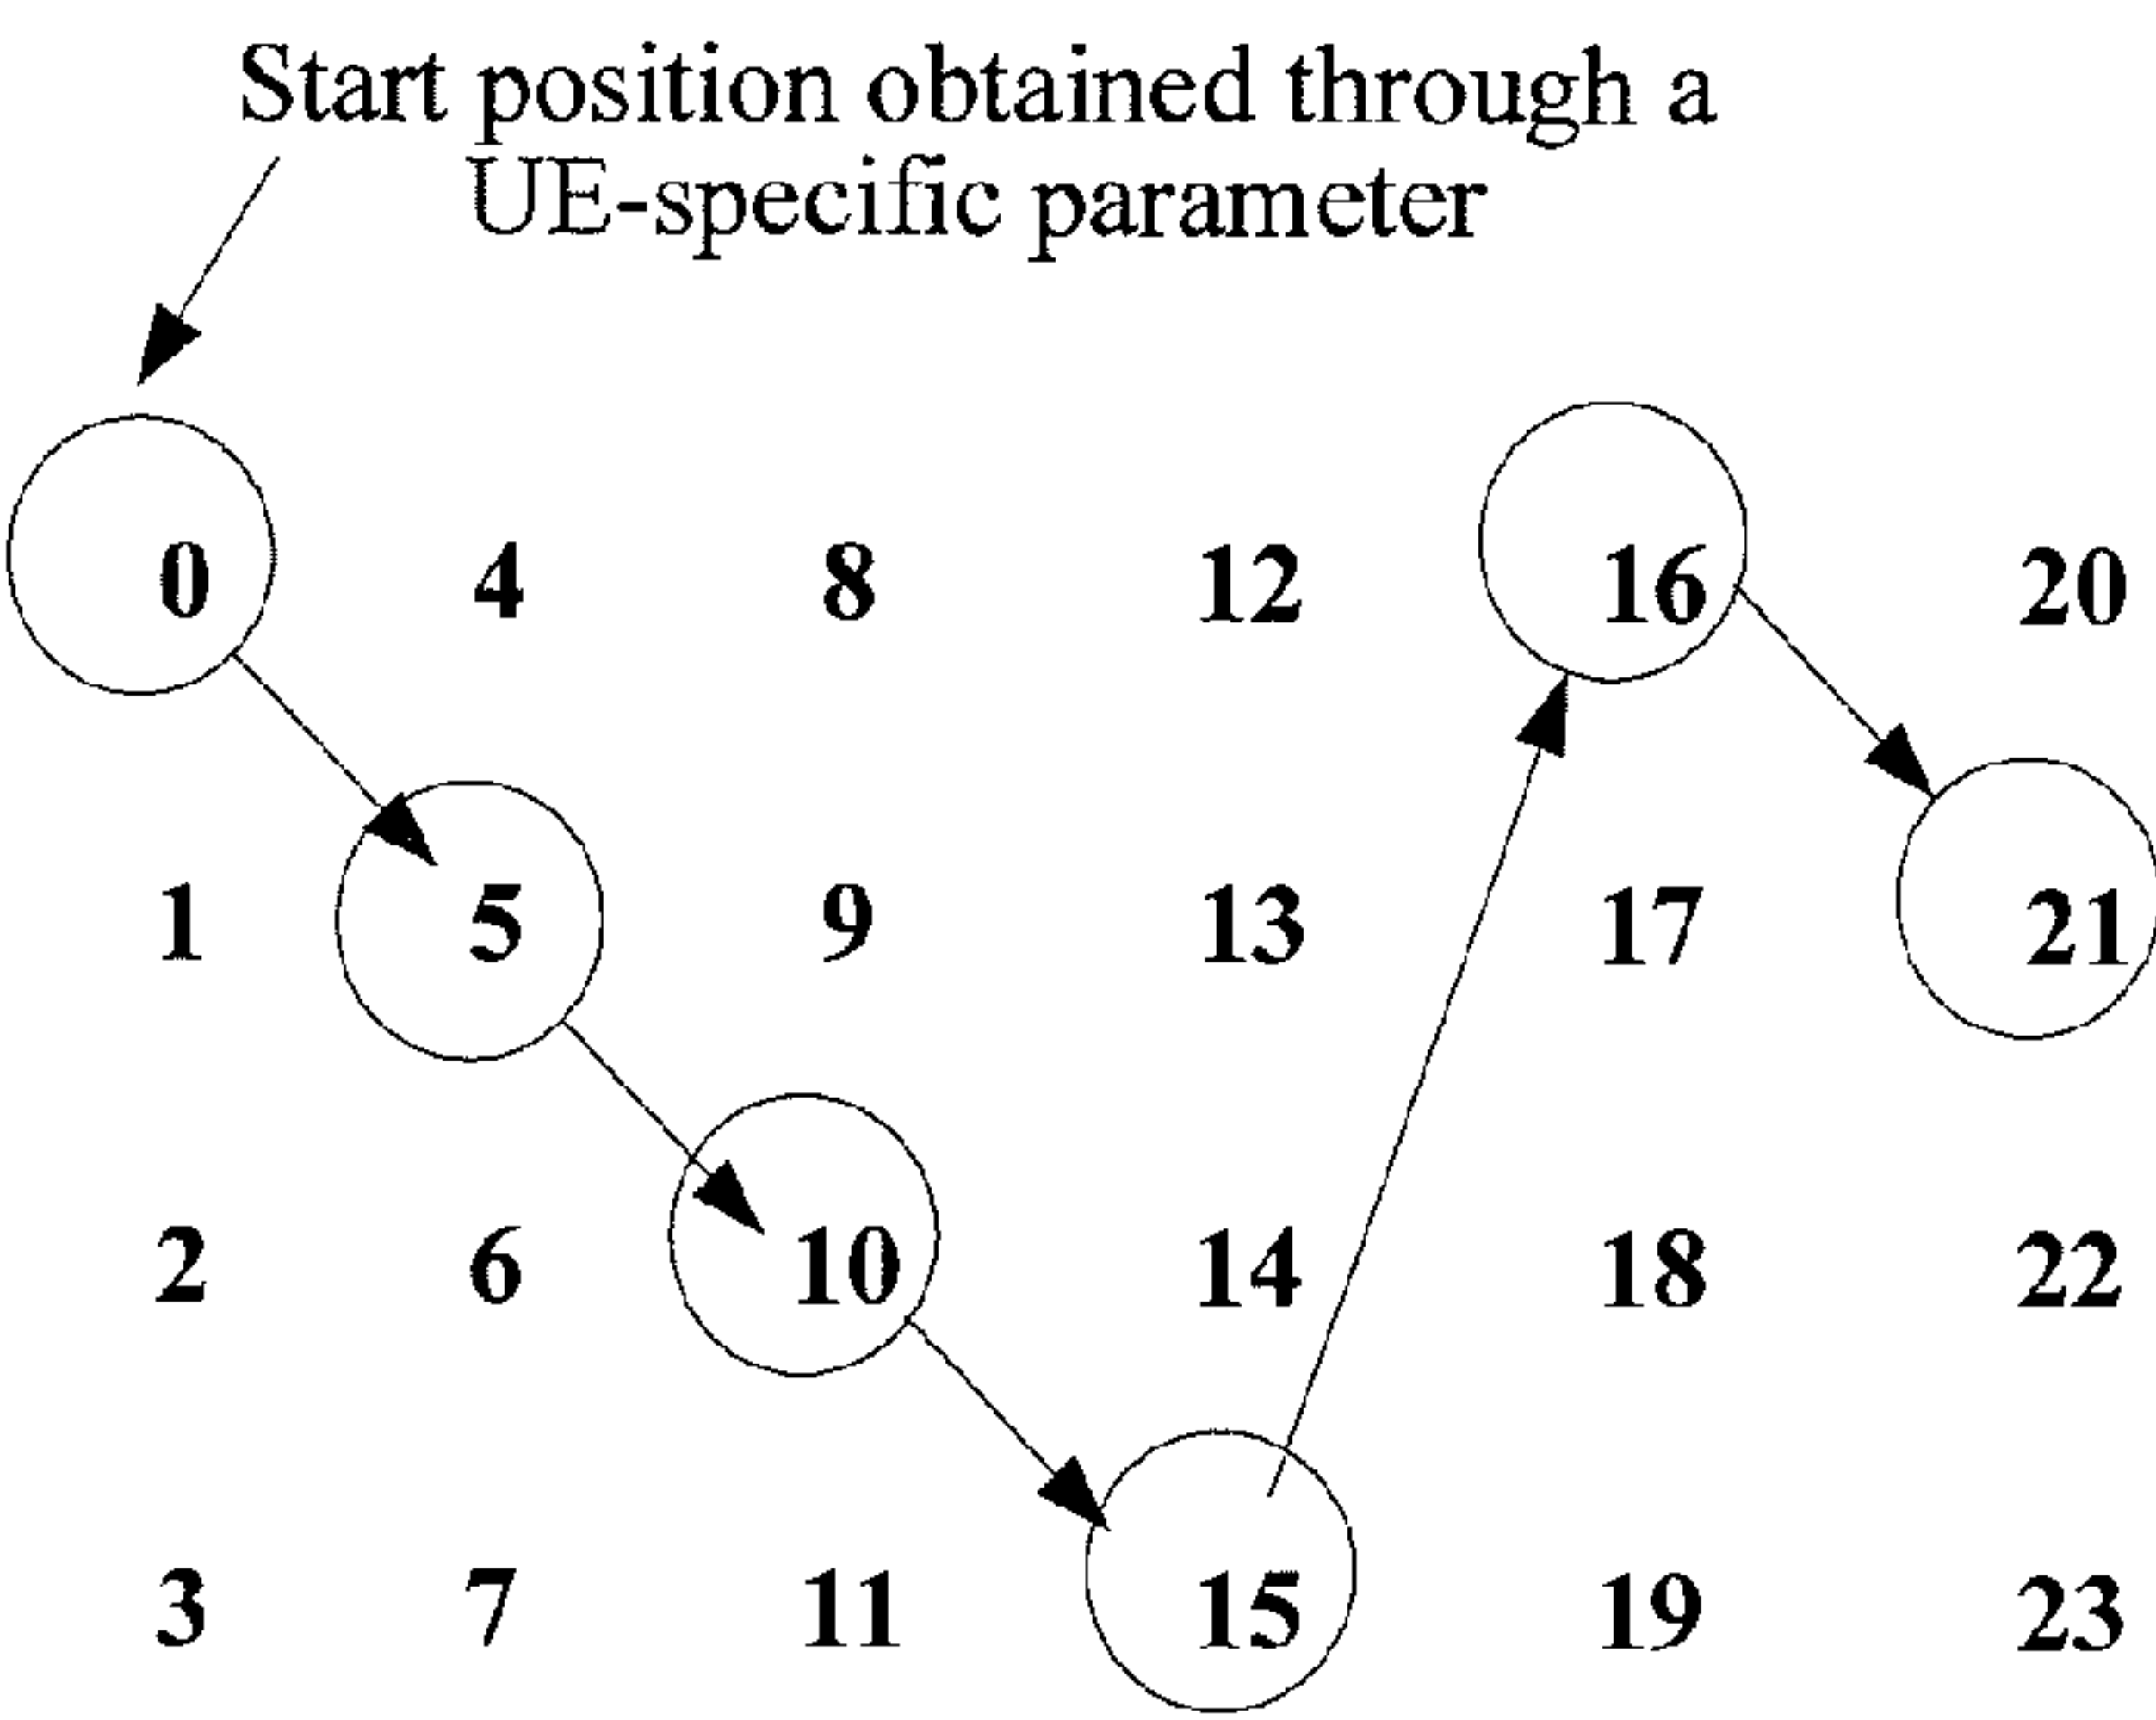 Start position obtained through a
UE-specific parameter
0 4 8 12 16 20
1 5 9 13 17 21
2 6 10 14 18 22
3 7 11 15 19 23